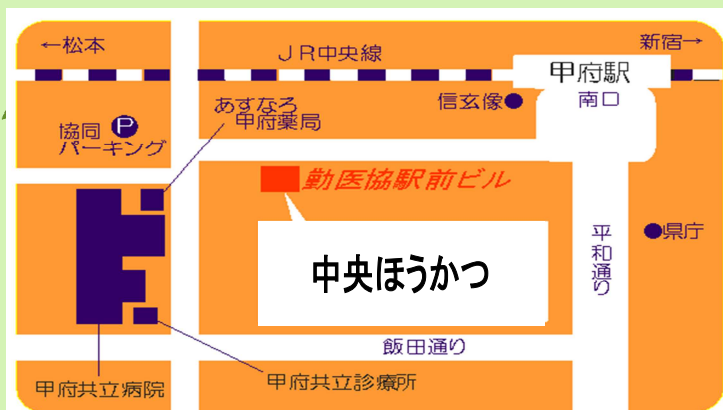 ←松本
新宿→
JR中央線
甲府駅
南口
信玄像
あすなろ
甲府薬局
協同
パーキング
P
勤医協駅前ビル
中央ほうかつ
平和通り
県庁
飯田通り
甲府共立病院
甲府共立診療所